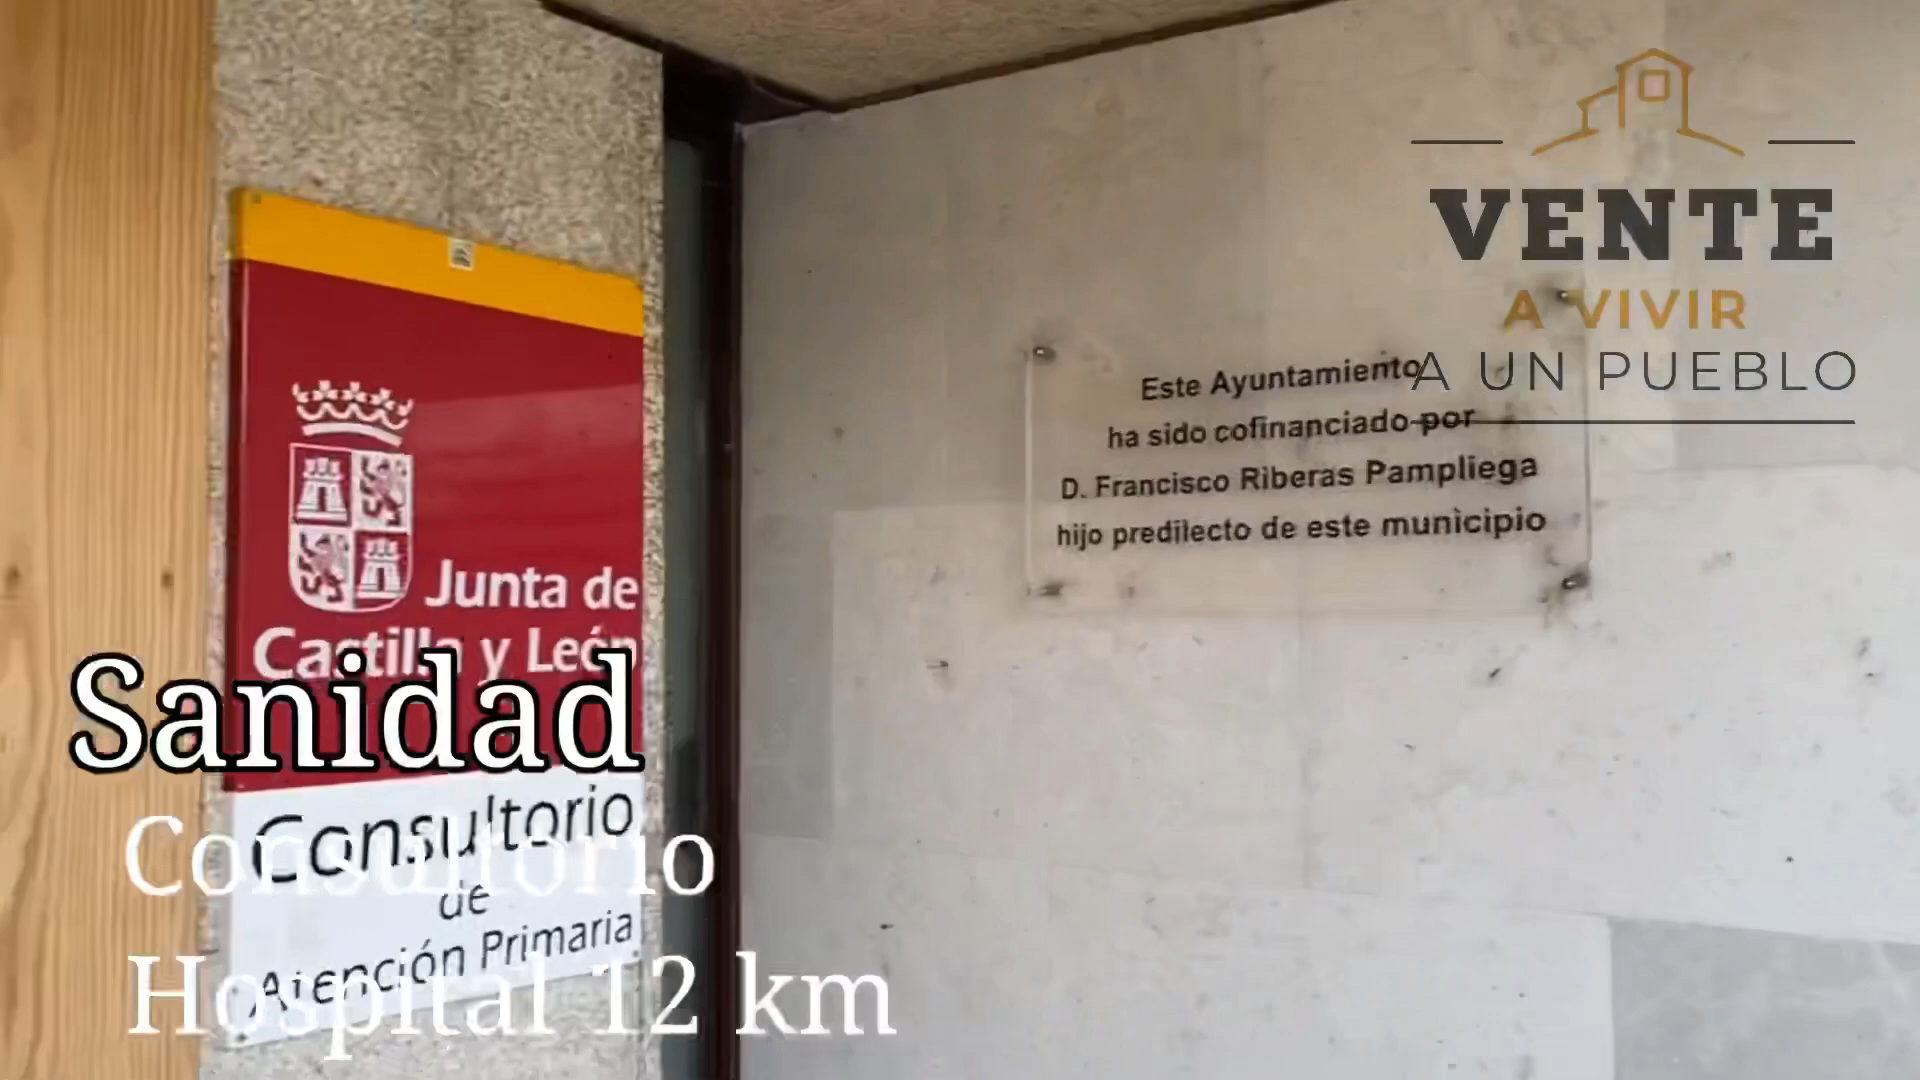 VENTE
A VIVIR
A UN PUEBLO
Este Ayuntamiento
ha sido cofinanciado por
D. Francisco Riberas Pampliega
hijo predilecto de este municipio
Junta de
Castilla y León
Consultorio
de
Atención Primaria
Sanidad
Consultorio
Hospital 12 km